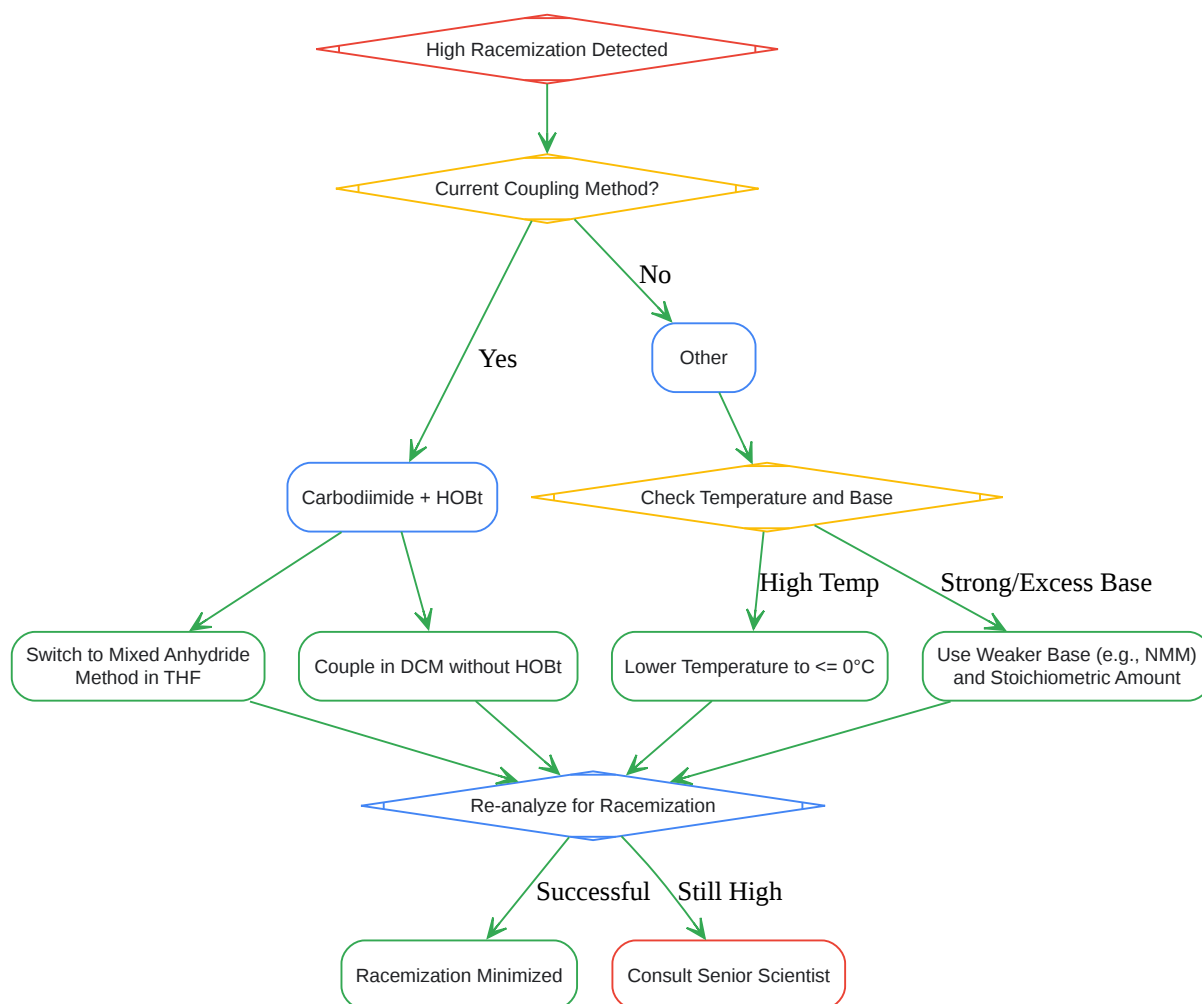 High Racemization Detected
Current Coupling Method?
No
Other
Yes
Carbodiimide + HOBt
Check Temperature and Base
High Temp
Strong/Excess Base
Switch to Mixed Anhydride
Method in THF
Couple in DCM without HOBt
Lower Temperature to <= 0°C
Use Weaker Base (e.g., NMM)
and Stoichiometric Amount
Re-analyze for Racemization
Successful
Still High
Racemization Minimized
Consult Senior Scientist